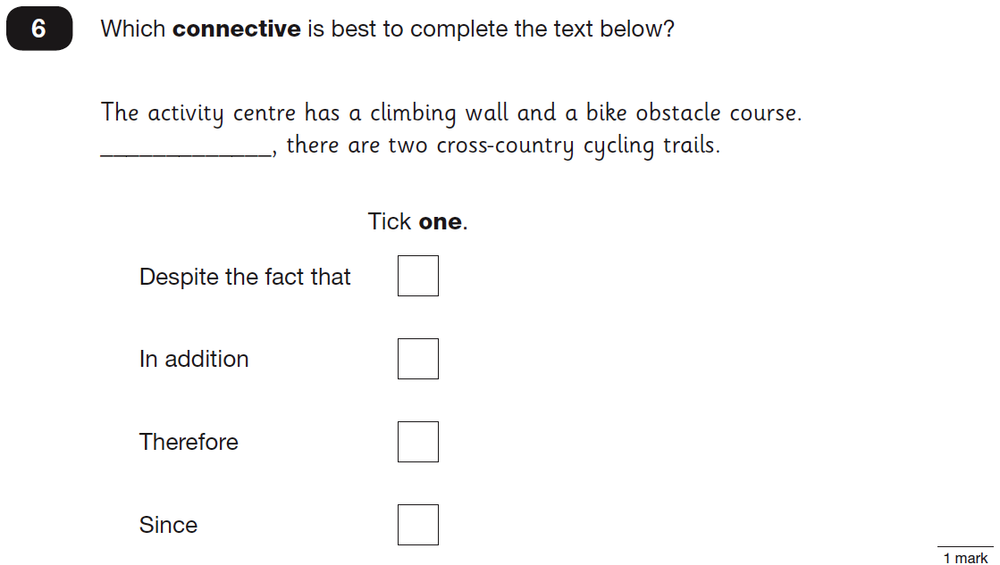 6 Which connective is best to complete the text below?
The activity centre has a climbing wall and a bike obstacle course.
_____________, there are two cross-country cycling trails.
Tick one.
Despite the fact that
In addition
Therefore
Since
1 mark